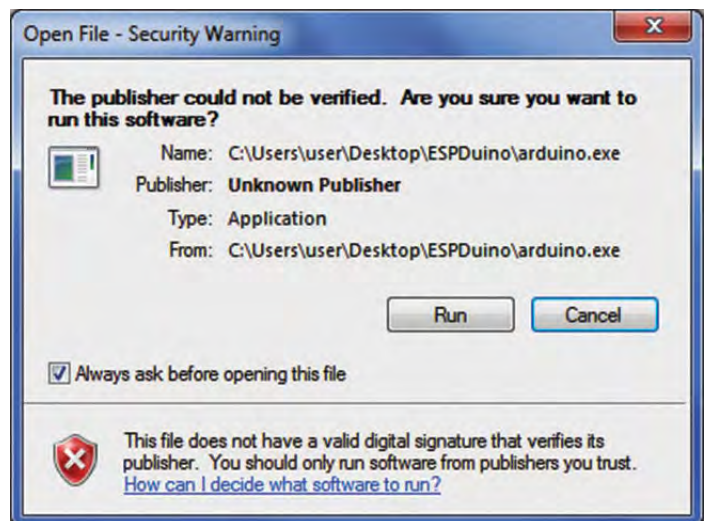 Open File - Security Warning
The publisher could not be verified.  Are you sure you want to
run this software?
Name: C:\Users\user\Desktop\ESPDuino\arduino.exe
Publisher: Unknown Publisher
Type: Application
From: C:\Users\user\Desktop\ESPDuino\arduino.exe
Run Cancel
Always ask before opening this file
This file does not have a valid digital signature that verifies its
publisher.  You should only run software from publishers you trust.
How can I decide what software to run?